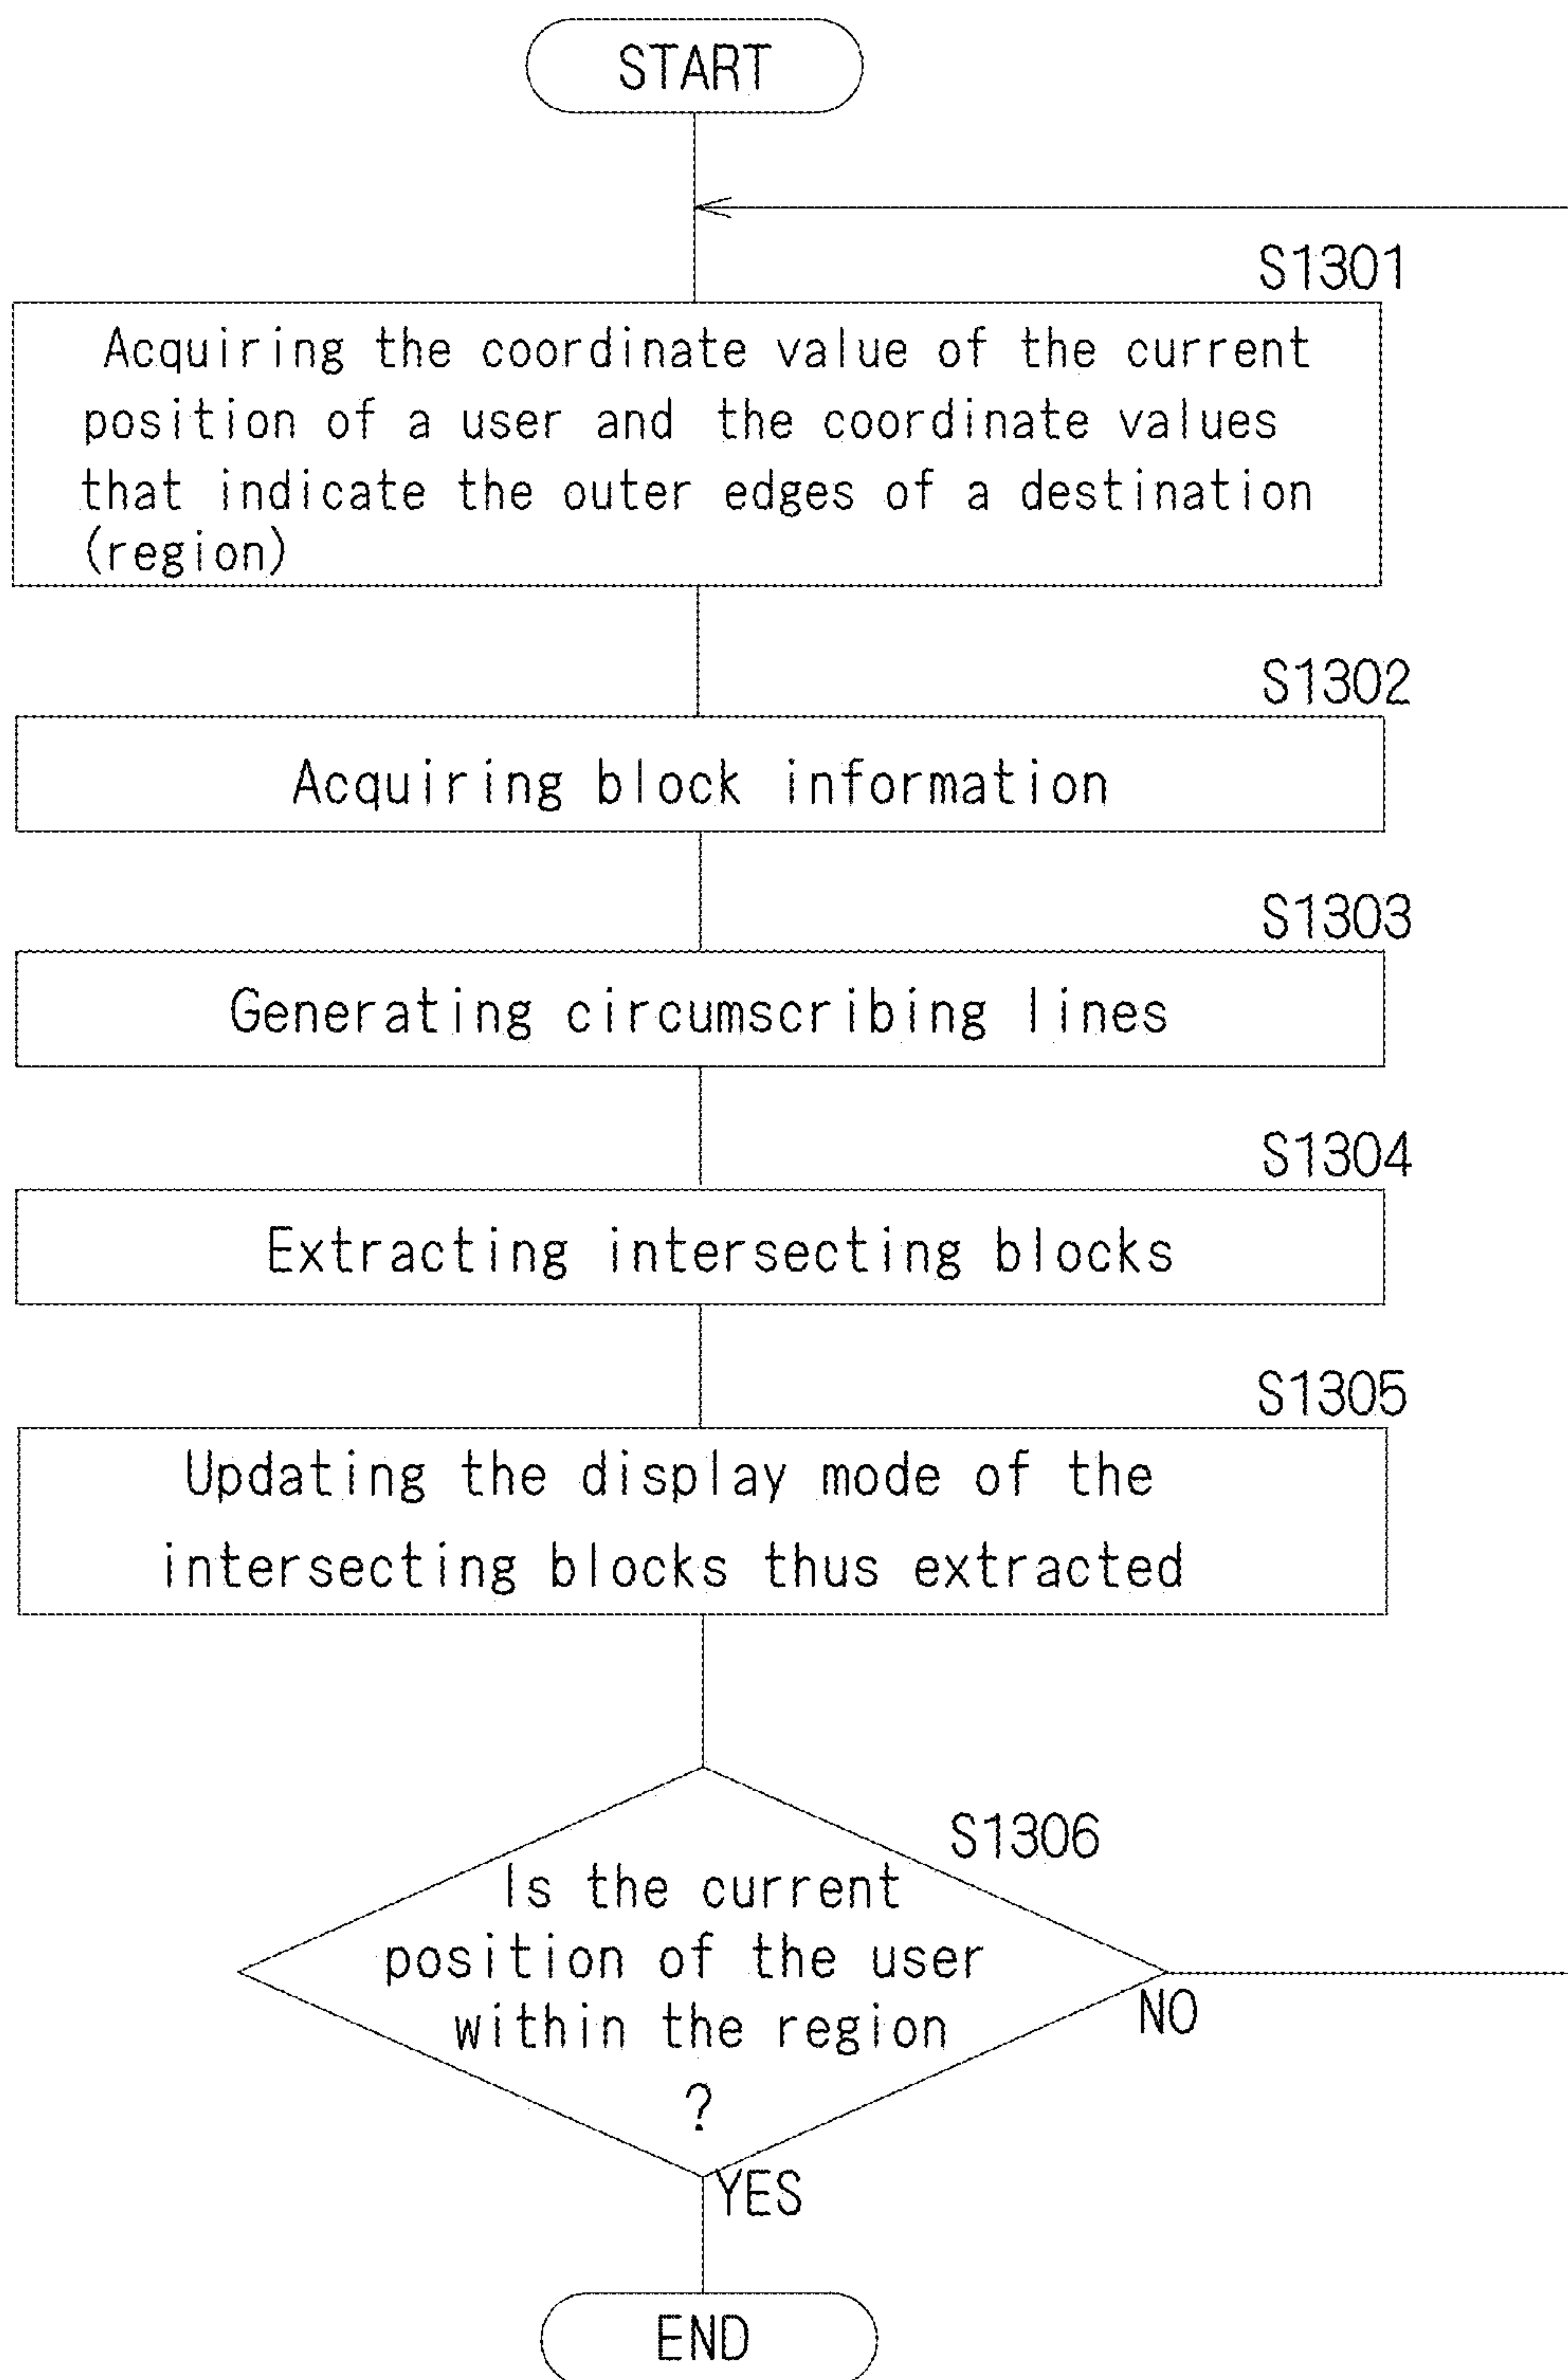 START
S1301
Acquiring the coordinate value of the current
position of a user and the coordinate values
that indicate the outer edges of a destination
(region)
S1302
Acquiring block information
S1303
Generating circumscribing lines
S1304
Extracting intersecting blocks
S1305
Updating the display mode of the
intersecting blocks thus extracted
S1306
Is the current
position of the user
within the region
?
NO
YES
END